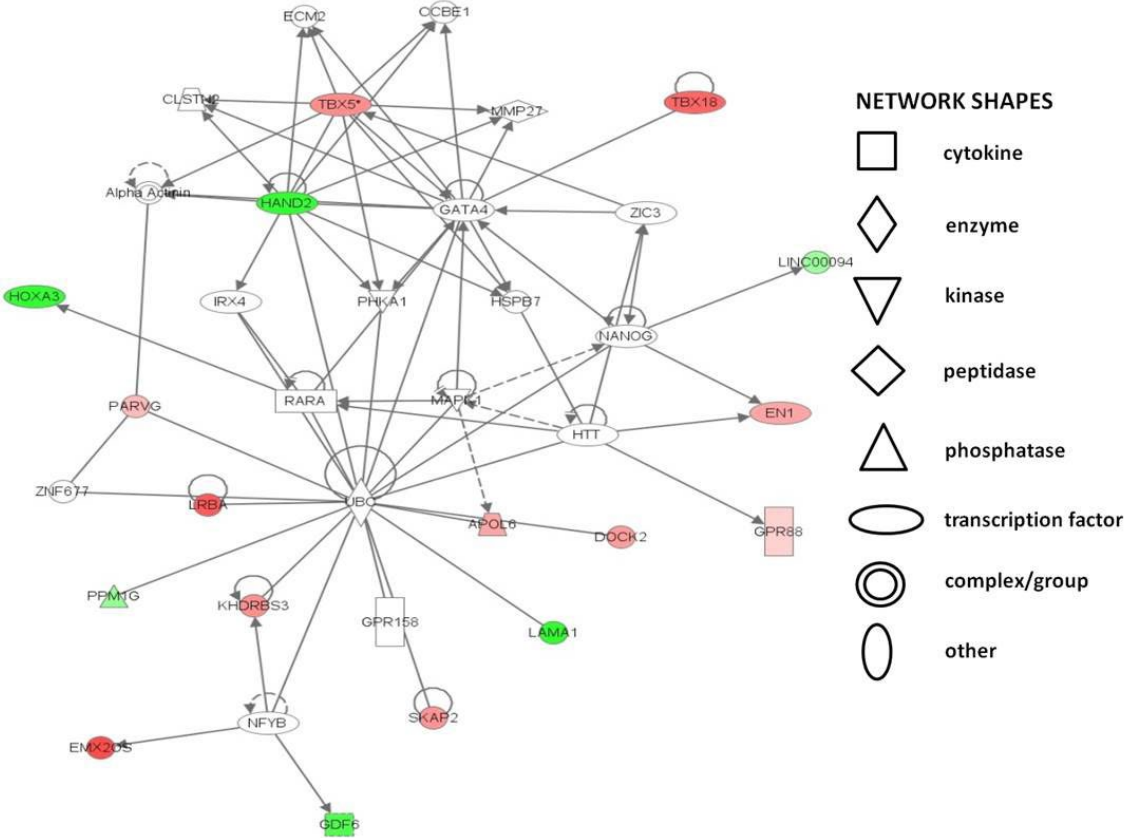 ECM2
CCBE1
CLSTN2
TBX5*
MMP27
TBX18
Alpha Actinin
HAND2
GATA4
ZIC3
LINC00094
HOXA3
IRX4
PHKA1
HSPB7
NANOG
PARVG
RARA
EN1
HTT
ZNF677
LRBA
UBC
APOL6
DOCK2
GPR88
PPM1G
KHDRBS3
GPR158
LAMA1
SKAP2
NFYB
EMX2OS
GDF6
NETWORK SHAPES
cytokine
enzyme
kinase
peptidase
phosphatase
transcription factor
complex/group
other